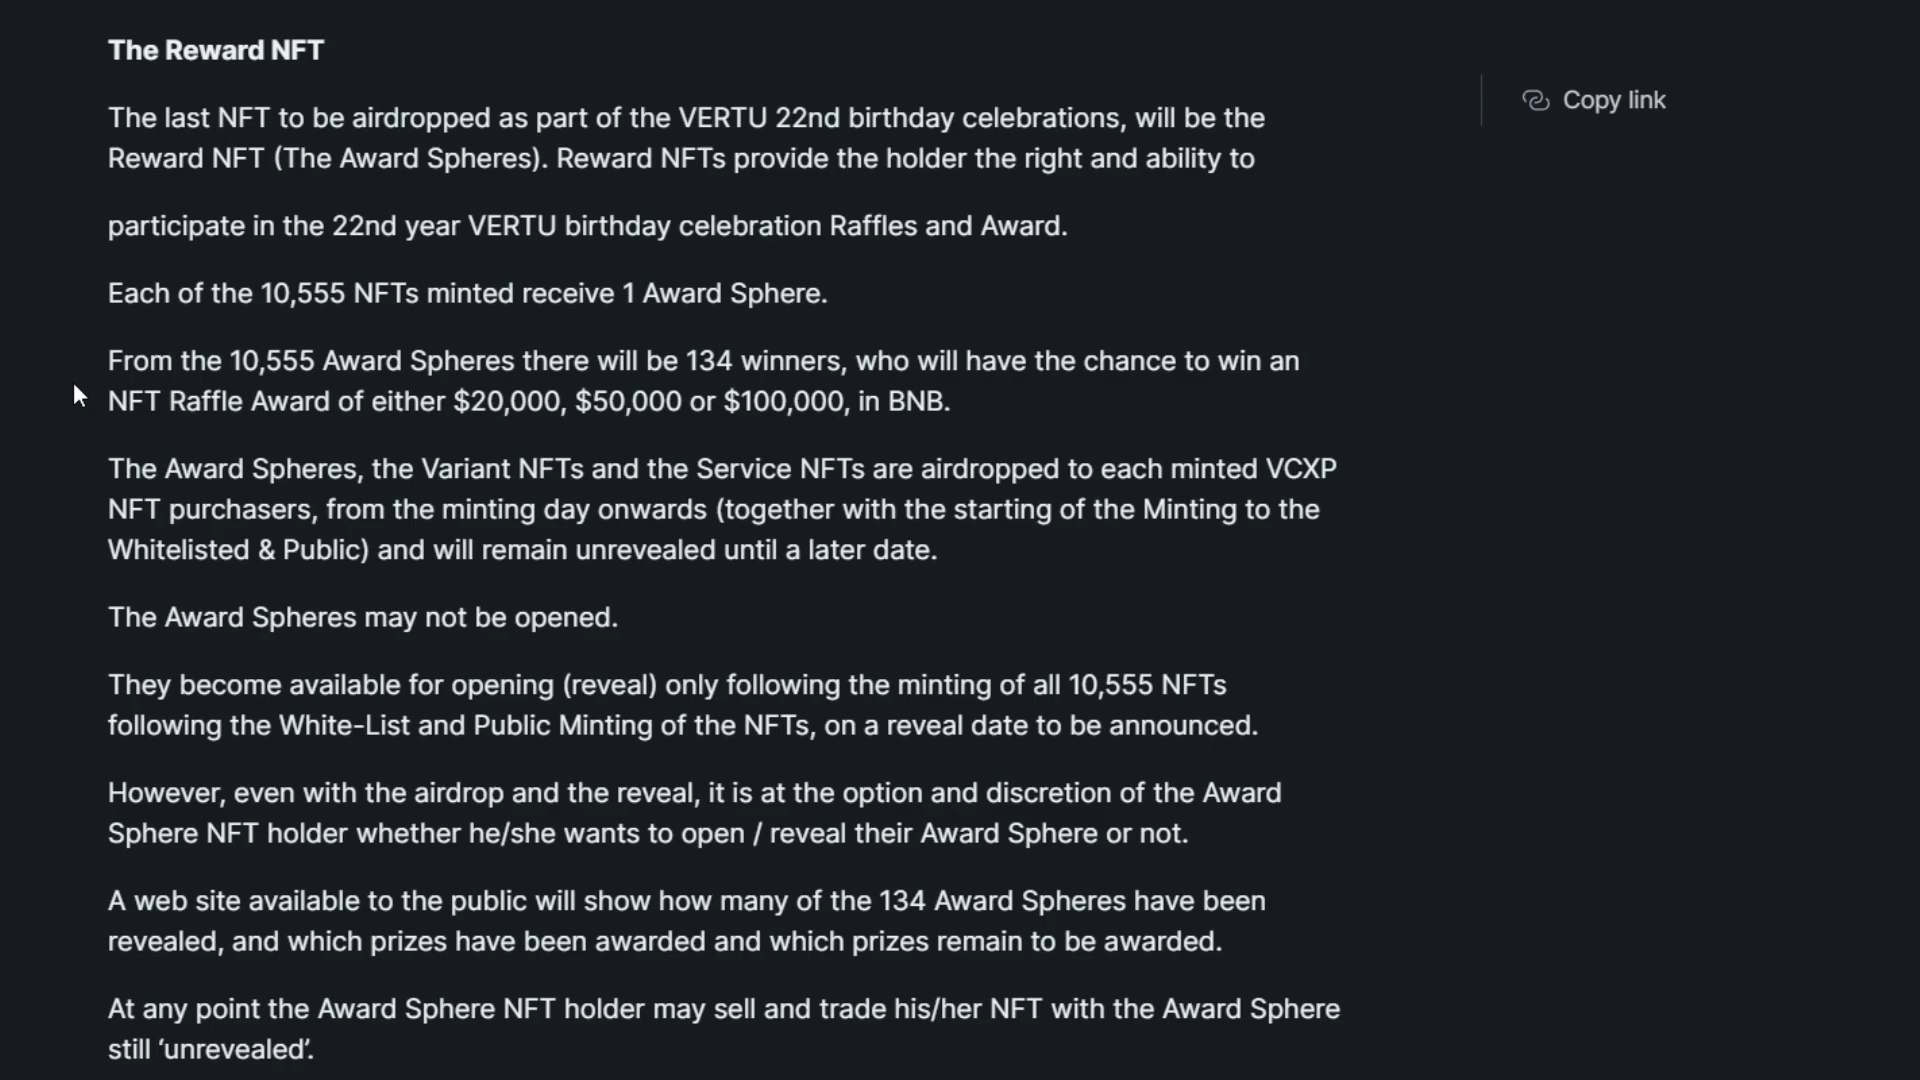 The Reward NFT
Copy link
The last NFT to be airdropped as part of the VERTU 22nd birthday celebrations, will be the
Reward NFT (The Award Spheres). Reward NFTs provide the holder the right and ability to
participate in the 22nd year VERTU birthday celebration Raffles and Award.
Each of the 10,555 NFTs minted receive 1 Award Sphere.
From the 10,555 Award Spheres there will be 134 winners, who will have the chance to win an
NFT Raffle Award of either $20,000, $50,000 or $100,000, in BNB.
The Award Spheres, the Variant NFTs and the Service NFTs are airdropped to each minted VCXP
NFT purchasers, from the minting day onwards (together with the starting of the Minting to the
Whitelisted & Public) and will remain unrevealed until a later date.
The Award Spheres may not be opened.
They become available for opening (reveal) only following the minting of all 10,555 NFTs
following the White-List and Public Minting of the NFTs, on a reveal date to be announced.
However, even with the airdrop and the reveal, it is at the option and discretion of the Award
Sphere NFT holder whether he/she wants to open / reveal their Award Sphere or not.
A web site available to the public will show how many of the 134 Award Spheres have been
revealed, and which prizes have been awarded and which prizes remain to be awarded.
At any point the Award Sphere NFT holder may sell and trade his/her NFT with the Award Sphere
still ‘unrevealed’.